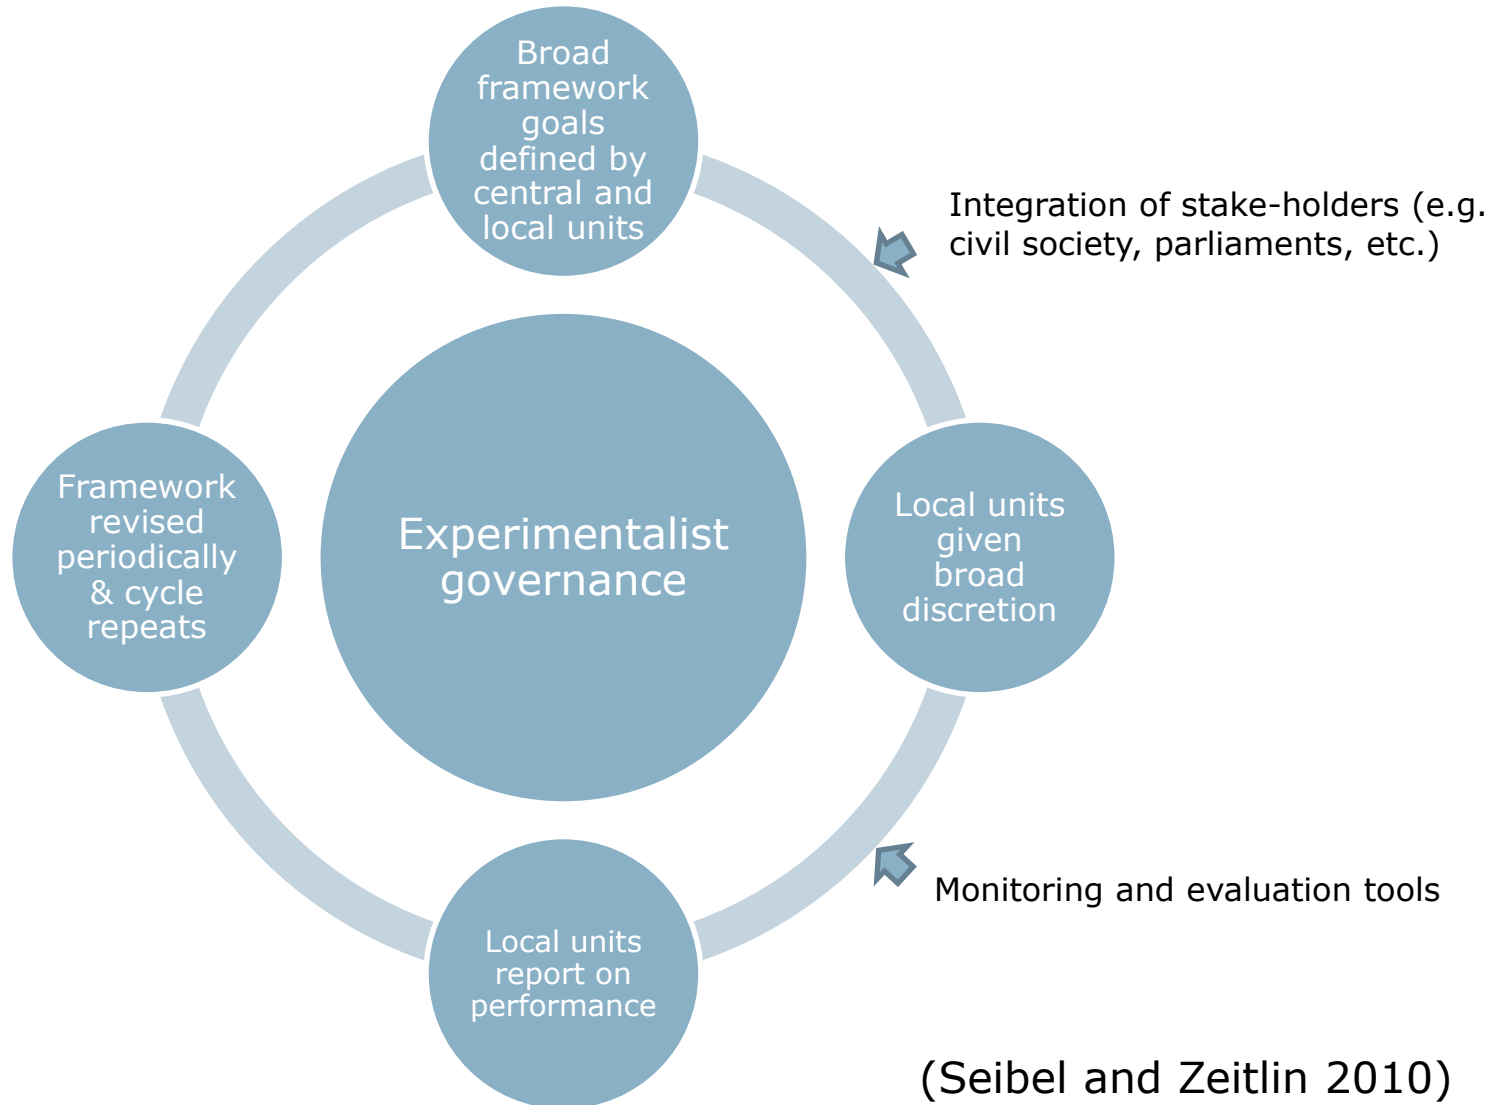 Broad
framework
goals
defined by
central and
local units
Integration of stake-holders (e.g.
civil society, parliaments, etc.)
Framework
revised
periodically
& cycle
repeats
Experimentalist
governance
Local units
given
broad
discretion
Monitoring and evaluation tools
Local units
report on
performance
(Seibel and Zeitlin 2010)